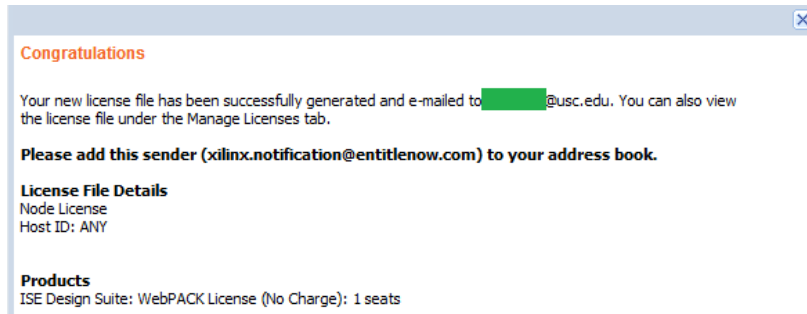 Congratulations
Your new license file has been successfully generated and e-mailed to @usc.edu. You can also view
the license file under the Manage Licenses tab.
Please add this sender (xilinx.notification@entitlenow.com) to your address book.
License File Details
Node License
Host ID: ANY
Products
ISE Design Suite: WebPACK License (No Charge): 1 seats